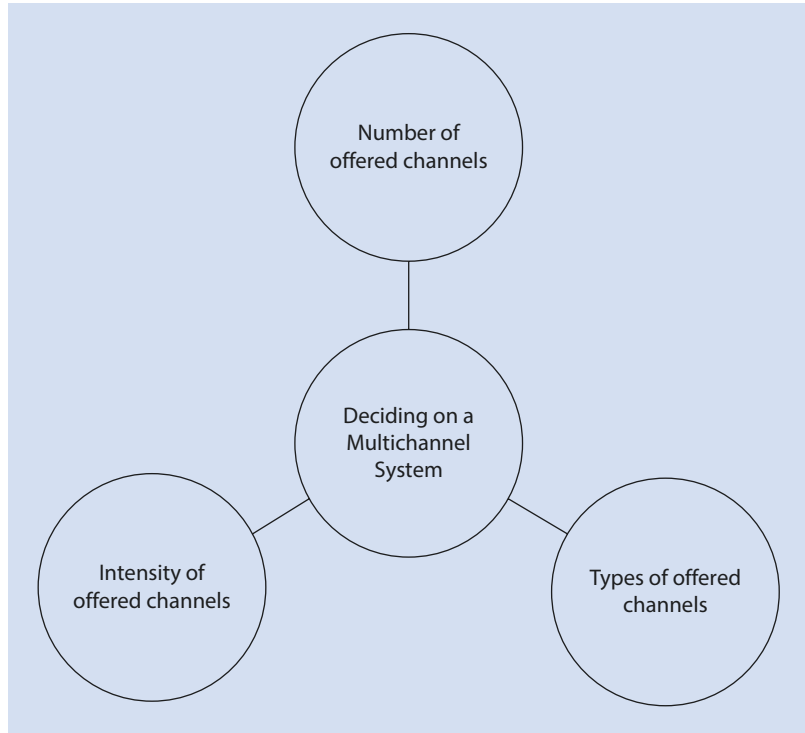 Number of
offered channels
Deciding on a
Multichannel
System
Intensity of
offered channels
Types of offered
channels